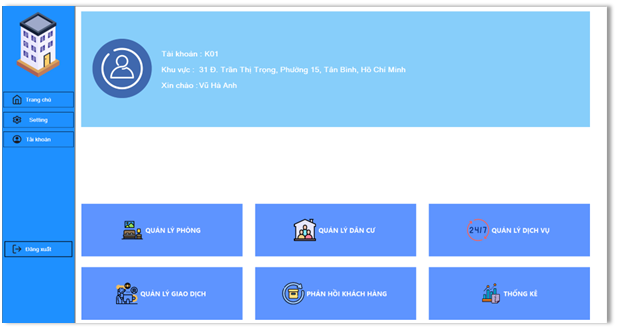 Trang chủ
Setting
Tài khoản
Đăng xuất
Tài khoản : K01
Khu vực : 31 Đ. Trần Thị Trọng, Phường 15, Tân Bình, Hồ Chí Minh
Xin chào : Vũ Hà Anh
QUẢN LÝ PHÒNG
QUẢN LÝ DÂN CƯ
24/7 QUẢN LÝ DỊCH VỤ
QUẢN LÝ GIAO DỊCH
PHẢN HỒI KHÁCH HÀNG
THỐNG KÊ